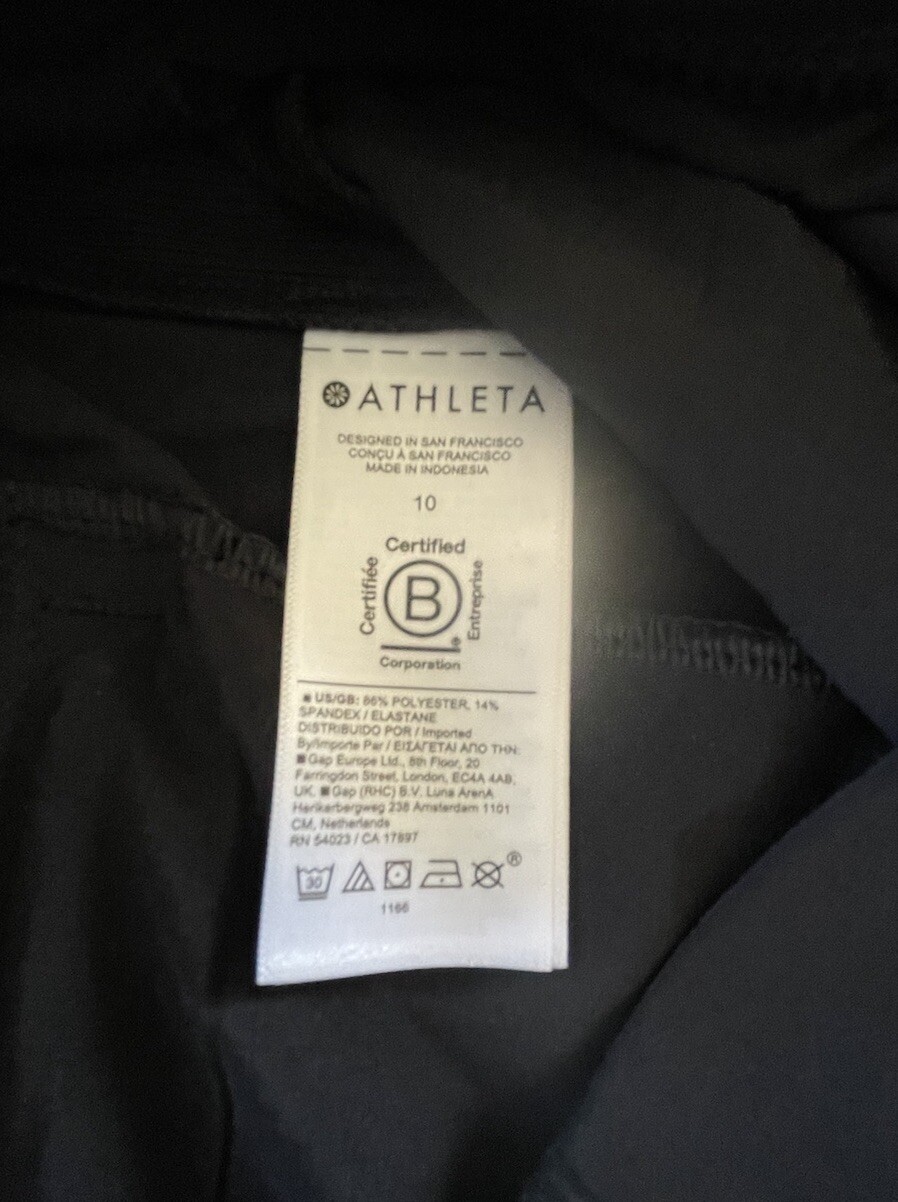 ATHLETA
DESIGNED IN SAN FRANCISCO
CONÇU À SAN FRANCISCO
MADE IN INDONESIA
10
Certified
Certifiée
B
Entreprise
®
Corporation
US/GB: 86% POLYESTER, 14%
SPANDEX / ELASTANE
DISTRIBUIDO POR / Imported
By/Importe Par / ΕΙΣΑΓΕΤΑΙ ΑΠΟ ΤΗΝ:
Gap Europe Ltd., 8th Floor, 20
Farringdon Street, London, EC4A 4AB,
UK. Gap (RHC) B.V. Luna ArenA
Herikerbergweg 238 Amsterdam 1101
CM, Netherlands
RN 54023 / CA 17897
30
®
1166